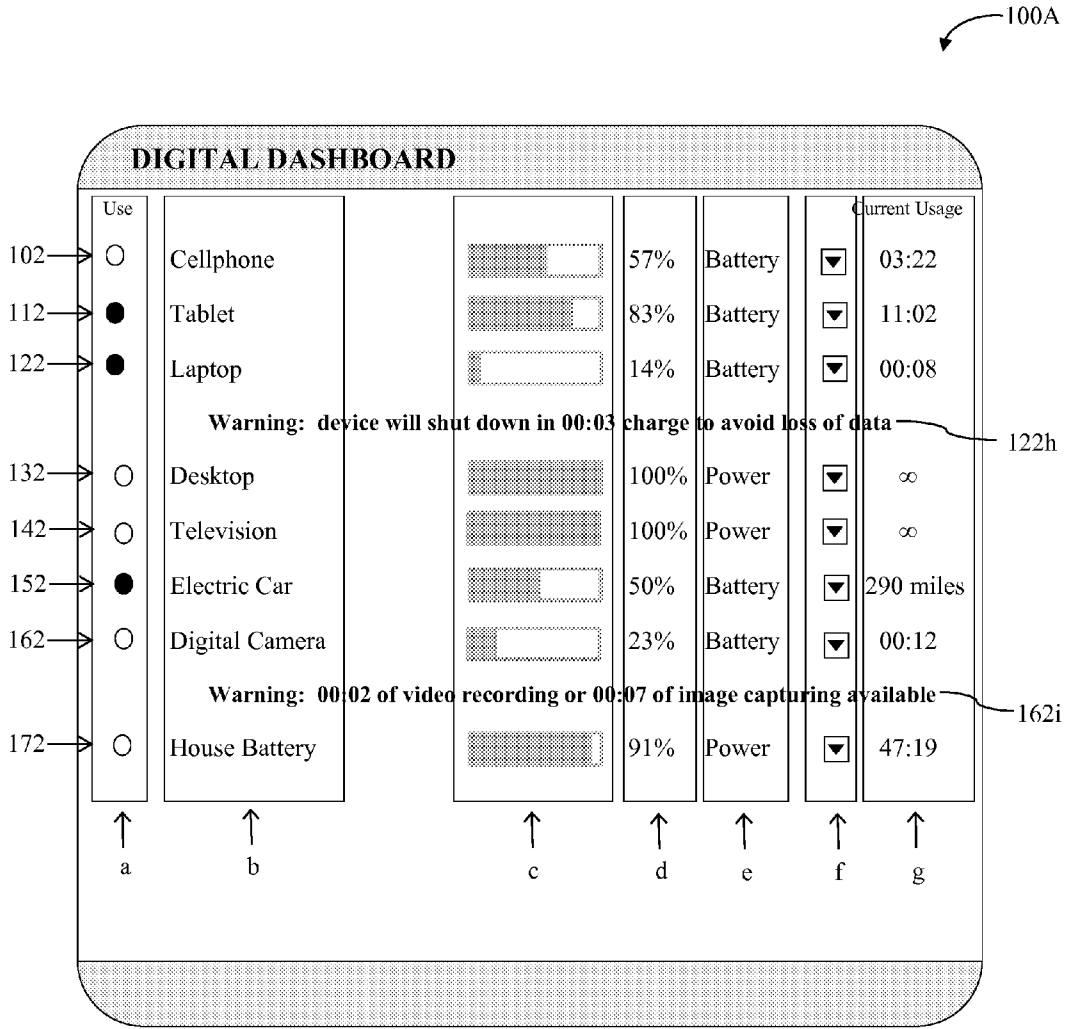 100A
DIGITAL DASHBOARD
Use Current Usage
102 Cellphone 57% Battery 03:22
112 Tablet 83% Battery 11:02
122 Laptop 14% Battery 00:08
Warning: device will shut down in 00:03 charge to avoid loss of data
122h
132 Desktop 100% Power ∞
142 Television 100% Power ∞
152 Electric Car 50% Battery 290 miles
162 Digital Camera 23% Battery 00:12
Warning: 00:02 of video recording or 00:07 of image capturing available
162i
172 House Battery 91% Power 47:19
a b c d e f g